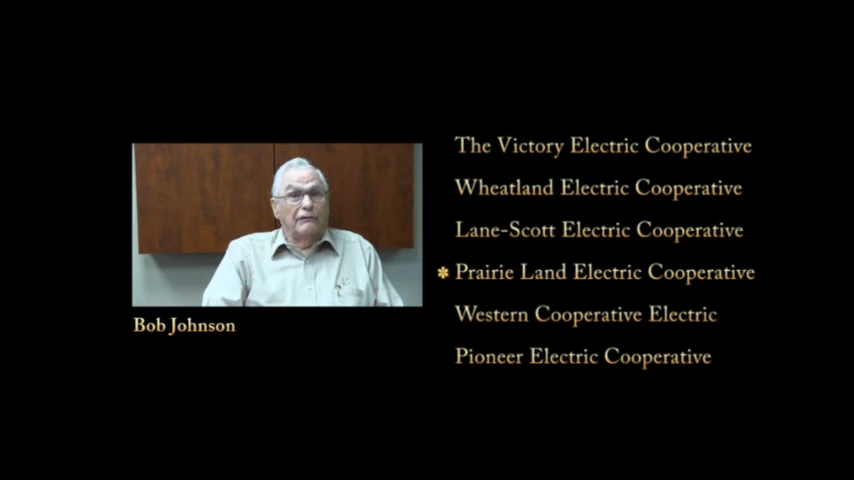 The Victory Electric Cooperative
Wheatland Electric Cooperative
Lane-Scott Electric Cooperative
* Prairie Land Electric Cooperative
Western Cooperative Electric
Pioneer Electric Cooperative
Bob Johnson